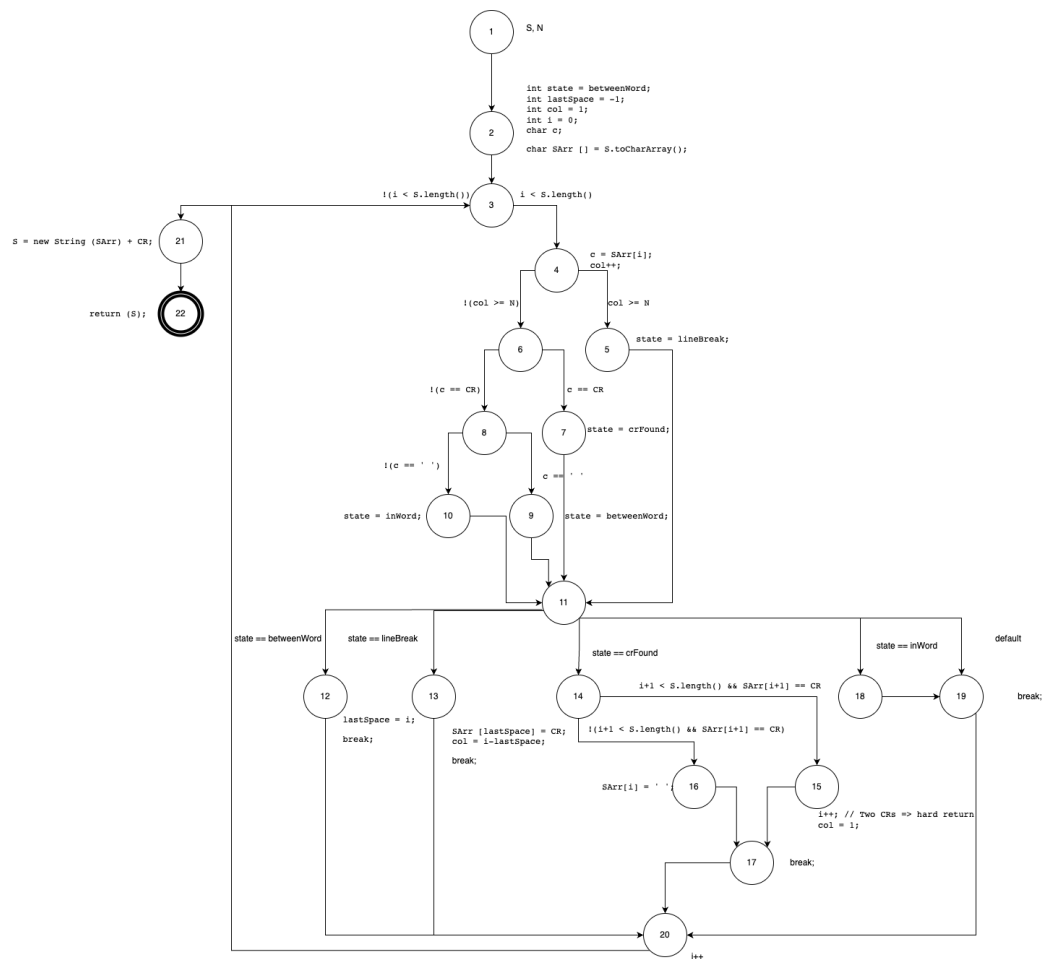 1
S, N
int state = betweenWord;
int lastSpace = -1;
int col = 1;
int i = 0;
char c;
2
char SArr [] = S.toCharArray();
!(i < S.length())
i < S.length()
3
S = new String (SArr) + CR;
21
c = SArr[i];
col++;
4
return (S);
22
!(col >= N)
col >= N
state = lineBreak;
6
5
!(c == CR)
c == CR
8
7
state = crFound;
!(c == ' ')
c == ' '
state = inWord;
10
9
state = betweenWord;
11
state == betweenWord
state == lineBreak
state == crFound
state == inWord
default
12
13
14
i+1 < S.length() && SArr[i+1] == CR
18
19
break;
lastSpace = i;
break;
SArr [lastSpace] = CR;
col = i-lastSpace;
break;
!(i+1 < S.length() && SArr[i+1] == CR)
SArr[i] = ' ';
16
15
i++; // Two CRs => hard return
col = 1;
17
break;
20
i++